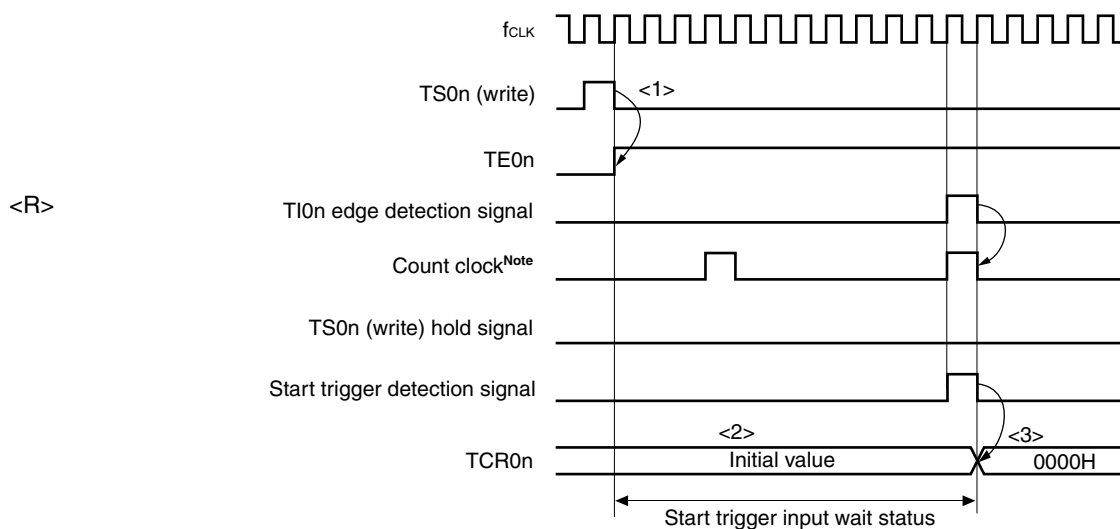 fCLK
TS0n (write)
<1>
TE0n
<R>
TI0n edge detection signal
Count clockNote
TS0n (write) hold signal
Start trigger detection signal
<2>
<3>
TCR0n
Initial value
0000H
Start trigger input wait status